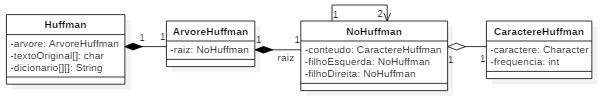 Huffman
-arvore: ArvoreHuffman
-textoOriginal[]: char
-dicionario[][]: String
1
1
ArvoreHuffman
-raiz: NoHuffman
1
1
raiz
1
2
NoHuffman
-conteudo: CaractereHuffman
-filhoEsquerda: NoHuffman
-filhoDireita: NoHuffman
1
1
CaractereHuffman
-caractere: Character
-frequencia: int